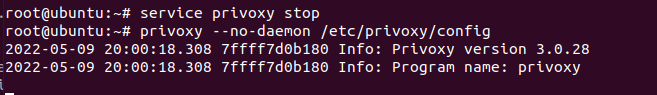 root@ubuntu:~# service privoxy stop
root@ubuntu:~# privoxy --no-daemon /etc/privoxy/config
2022-05-09 20:00:18.308 7ffff7d0b180 Info: Privoxy version 3.0.28
2022-05-09 20:00:18.308 7ffff7d0b180 Info: Program name: privoxy